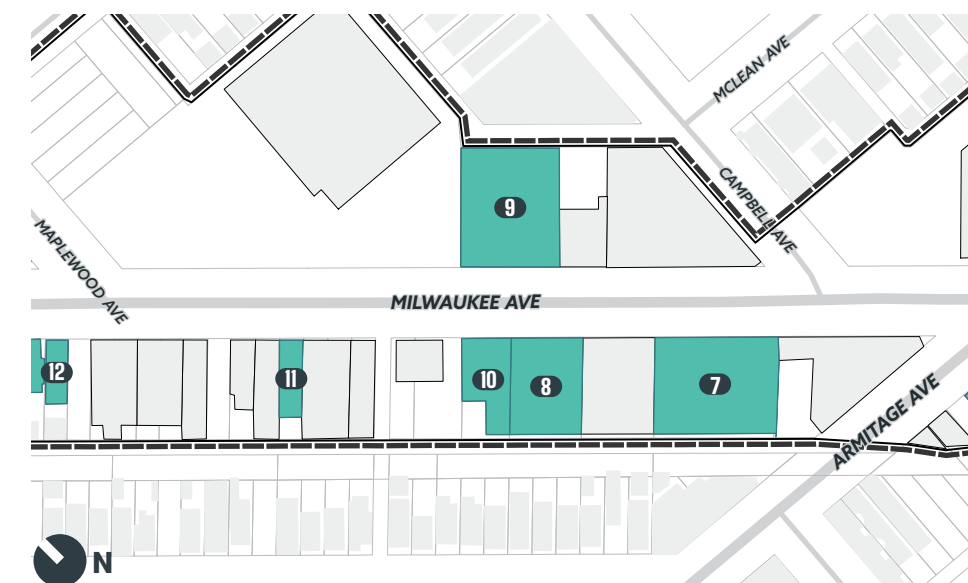 MCLEAN AVE
CAMPBELL AVE
9
MAPLEWOOD AVE
MILWAUKEE AVE
12
11
10
8
7
ARMITAGE AVE
N